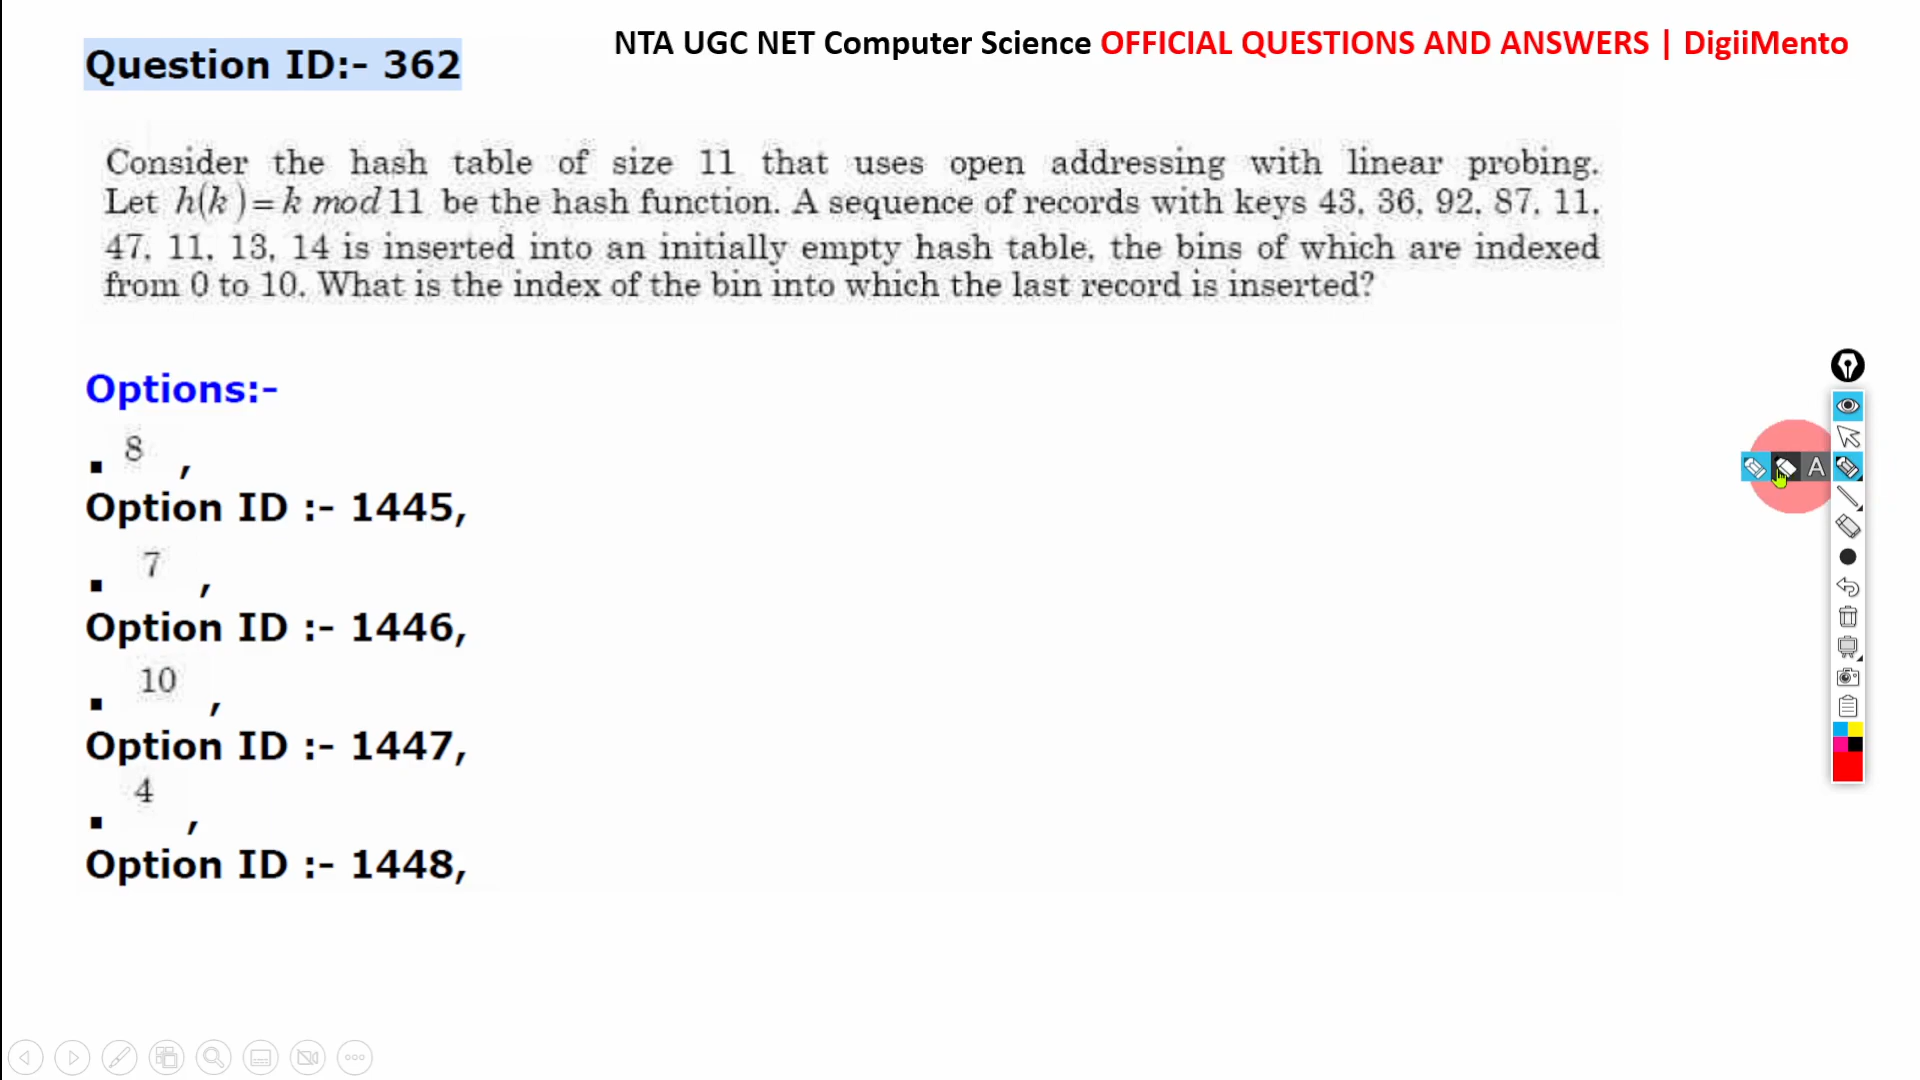 NTA UGC NET Computer Science OFFICIAL QUESTIONS AND ANSWERS | DigiiMento
Question ID:- 362
Consider the hash table of size 11 that uses open addressing with linear probing.
Let h(k)=k mod 11 be the hash function. A sequence of records with keys 43, 36, 92, 87, 11,
47, 11, 13, 14 is inserted into an initially empty hash table, the bins of which are indexed
from 0 to 10. What is the index of the bin into which the last record is inserted?
Options:-
▪ 8 ,
Option ID :- 1445,
▪ 7 ,
Option ID :- 1446,
▪ 10 ,
Option ID :- 1447,
▪ 4 ,
Option ID :- 1448,
A